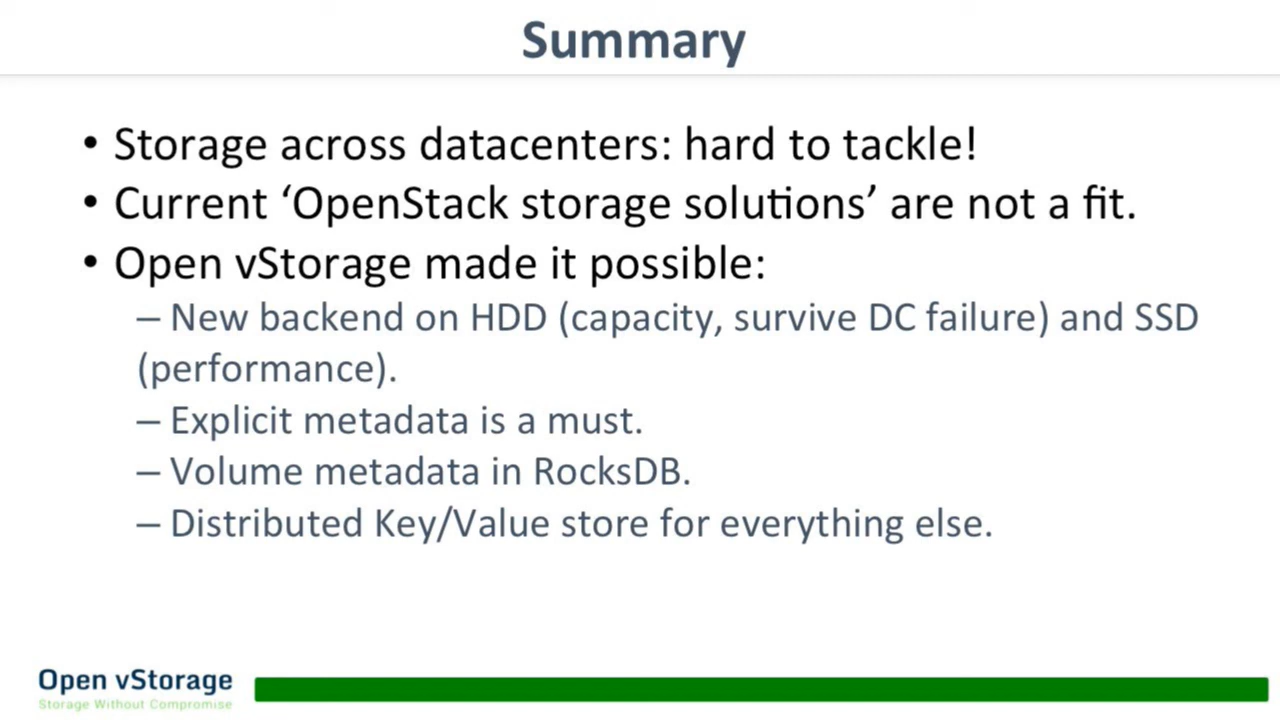 Summary
• Storage across datacenters: hard to tackle!
• Current ‘OpenStack storage solutions’ are not a fit.
• Open vStorage made it possible:
– New backend on HDD (capacity, survive DC failure) and SSD
(performance).
– Explicit metadata is a must.
– Volume metadata in RocksDB.
– Distributed Key/Value store for everything else.
Open vStorage
Storage Without Compromise